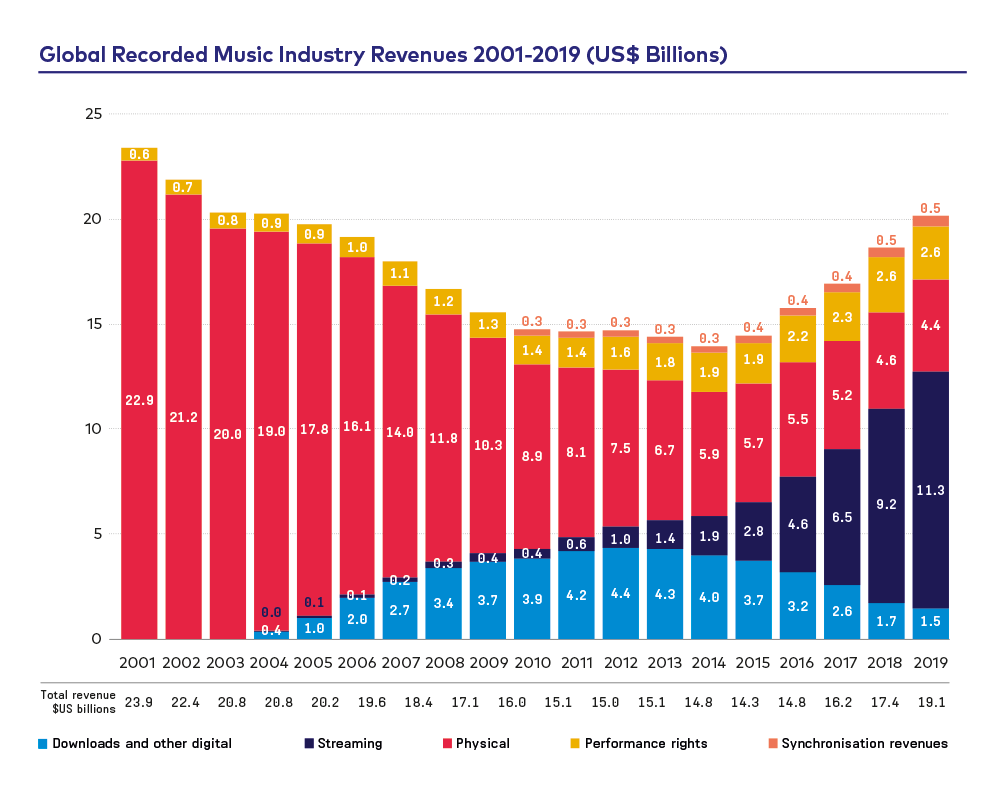 Global Recorded Music Industry Revenues 2001-2019 (US$ Billions)
25
20
15
10
5
0
0.3 0.3 0.3 0.3 0.3 0.4 0.4 0.4 0.5 0.5
0.6 0.7 0.8 0.9 0.9 1.0 1.1 1.2 1.3 1.4 1.4 1.6 1.8 1.9 1.9 2.2 2.3 2.6 2.6
22.9 21.2 20.0 19.0 17.8 16.1 14.0 11.8 10.3 8.9 8.1 7.5 6.7 5.9 5.7 5.5 5.2 4.6 4.4
0.0 0.1 0.1 0.2 0.3 0.4 0.4 0.6 1.0 1.4 1.9 2.8 4.6 6.5 9.2 11.3
0.4 1.0 2.0 2.7 3.4 3.7 3.9 4.2 4.4 4.3 4.0 3.7 3.2 2.6 1.7 1.5
2001 2002 2003 2004 2005 2006 2007 2008 2009 2010 2011 2012 2013 2014 2015 2016 2017 2018 2019
Total revenue
$US billions
23.9 22.4 20.8 20.8 20.2 19.6 18.4 17.1 16.0 15.1 15.0 15.1 14.8 14.3 14.8 16.2 17.4 19.1
Downloads and other digital Streaming Physical Performance rights Synchronisation revenues